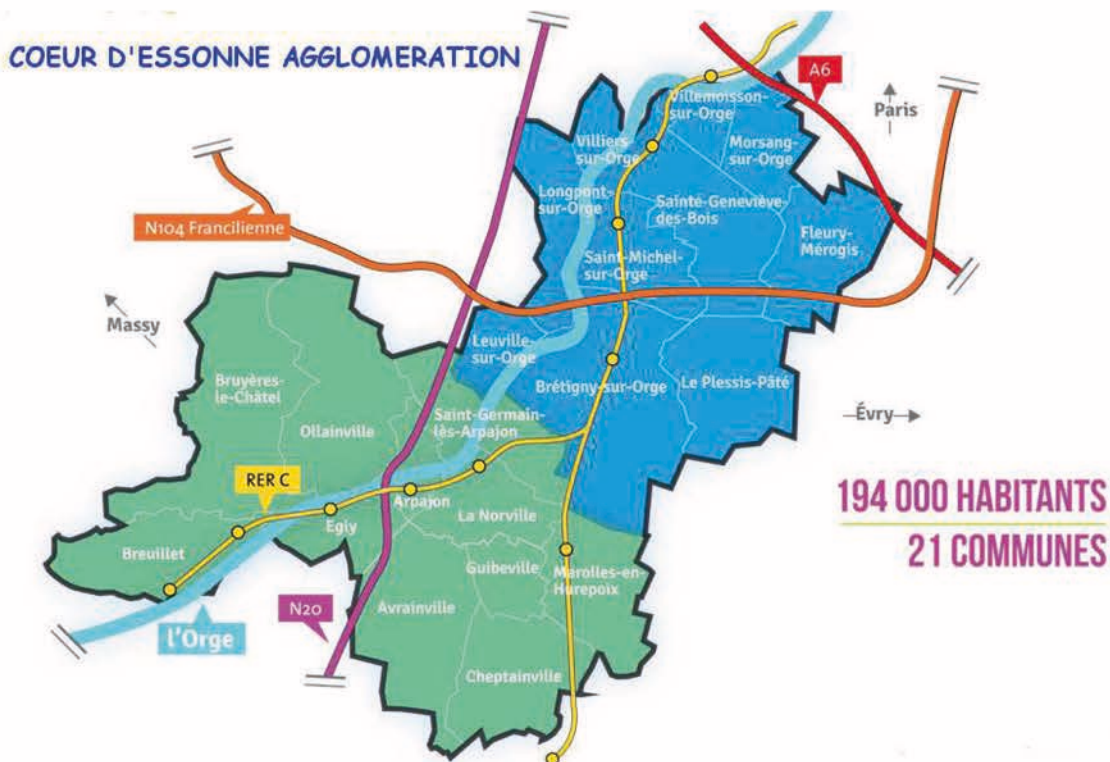 COEUR D'ESSONNE AGGLOMERATION
A6
Paris
Villemoisson-
sur-Orge
Morsang-
sur-Orge
Villiers
sur-Orge
Longpont-
sur-Orge
Sainte-Geneviève
des-Bois
N104 Francilienne
Fleury-
Mérogis
Saint-Michel-
sur-Orge
Massy
Leuville-
sur-Orge
Bruyères-
le-Châtel
Brétigny-sur-Orge
Le Plessis-Pâté
Saint-Germain-
lès-Arpajon
Évry
Ollainville
RER C
Arpajon
194 000 HABITANTS
21 COMMUNES
La Norville
Egly
Breuillet
Guibeville
Marolles-en-
Hurepoix
Avrainville
N20
l'Orge
Cheptainville